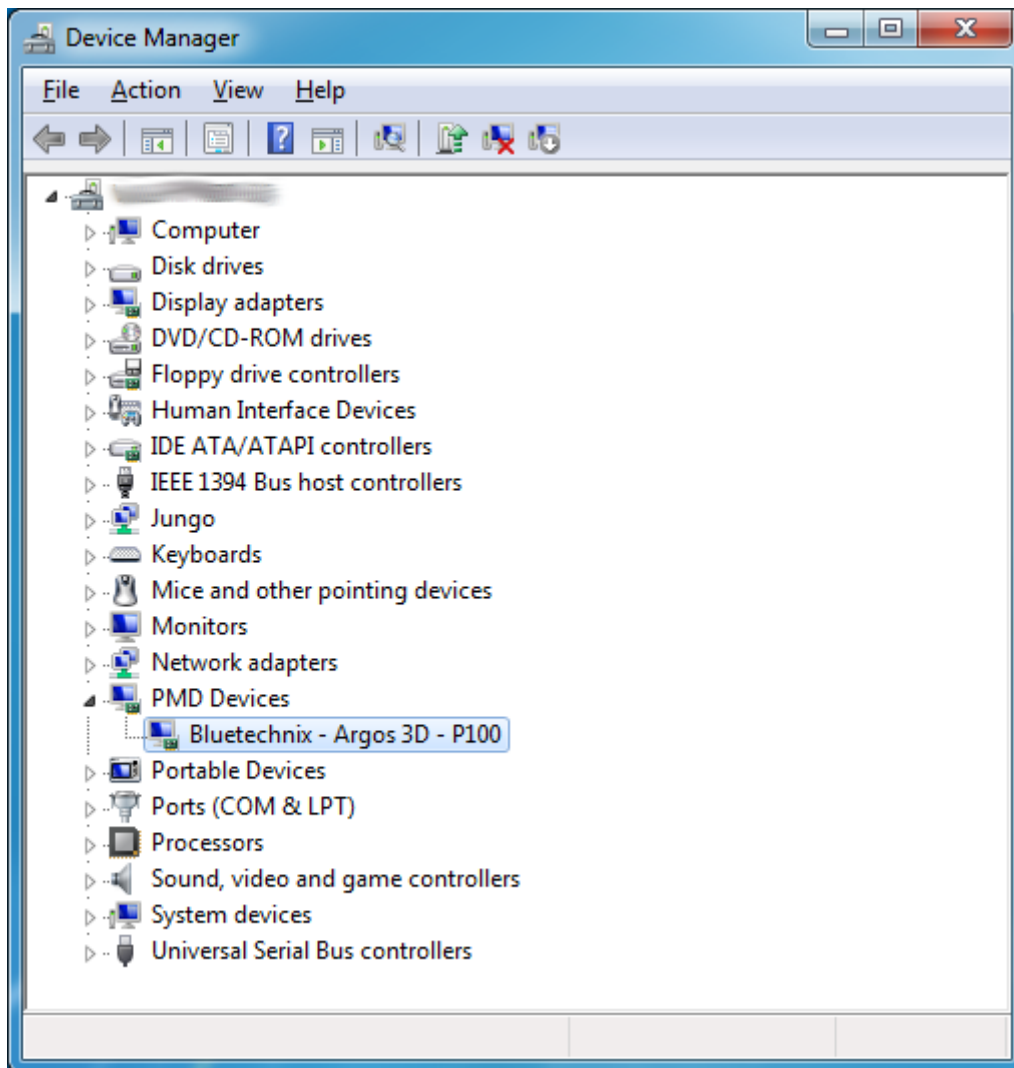 Device Manager
File Action View Help
Computer
Disk drives
Display adapters
DVD/CD-ROM drives
Floppy drive controllers
Human Interface Devices
IDE ATA/ATAPI controllers
IEEE 1394 Bus host controllers
Jungo
Keyboards
Mice and other pointing devices
Monitors
Network adapters
PMD Devices
Bluetechnix - Argos 3D - P100
Portable Devices
Ports (COM & LPT)
Processors
Sound, video and game controllers
System devices
Universal Serial Bus controllers